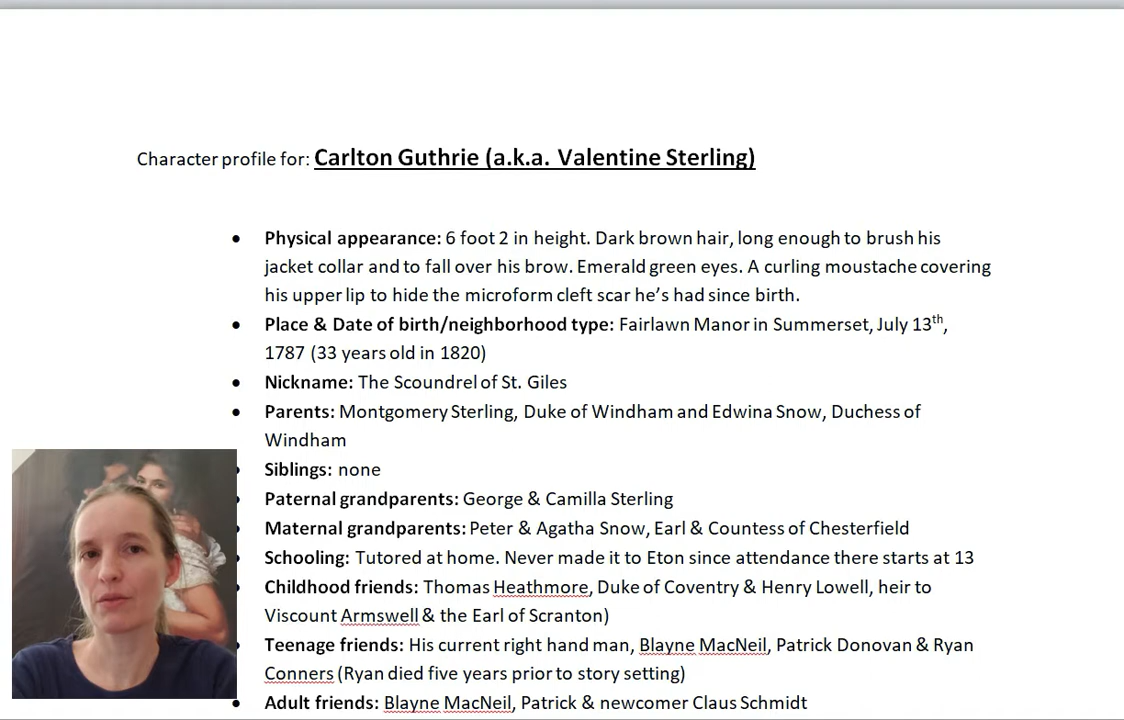 Character profile for: Carlton Guthrie (a.k.a. Valentine Sterling)
Physical appearance: 6 foot 2 in height. Dark brown hair, long enough to brush his
jacket collar and to fall over his brow. Emerald green eyes. A curling moustache covering
his upper lip to hide the microform cleft scar he's had since birth.
Place & Date of birth/neighborhood type: Fairlawn Manor in Summerset, July 13th,
1787 (33 years old in 1820)
Nickname: The Scoundrel of St. Giles
Parents: Montgomery Sterling, Duke of Windham and Edwina Snow, Duchess of
Windham
Siblings: none
Paternal grandparents: George & Camilla Sterling
Maternal grandparents: Peter & Agatha Snow, Earl & Countess of Chesterfield
Schooling: Tutored at home. Never made it to Eton since attendance there starts at 13
Childhood friends: Thomas Heathmore, Duke of Coventry & Henry Lowell, heir to
Viscount Armswell & the Earl of Scranton)
Teenage friends: His current right hand man, Blayne MacNeil, Patrick Donovan & Ryan
Conners (Ryan died five years prior to story setting)
Adult friends: Blayne MacNeil, Patrick & newcomer Claus Schmidt